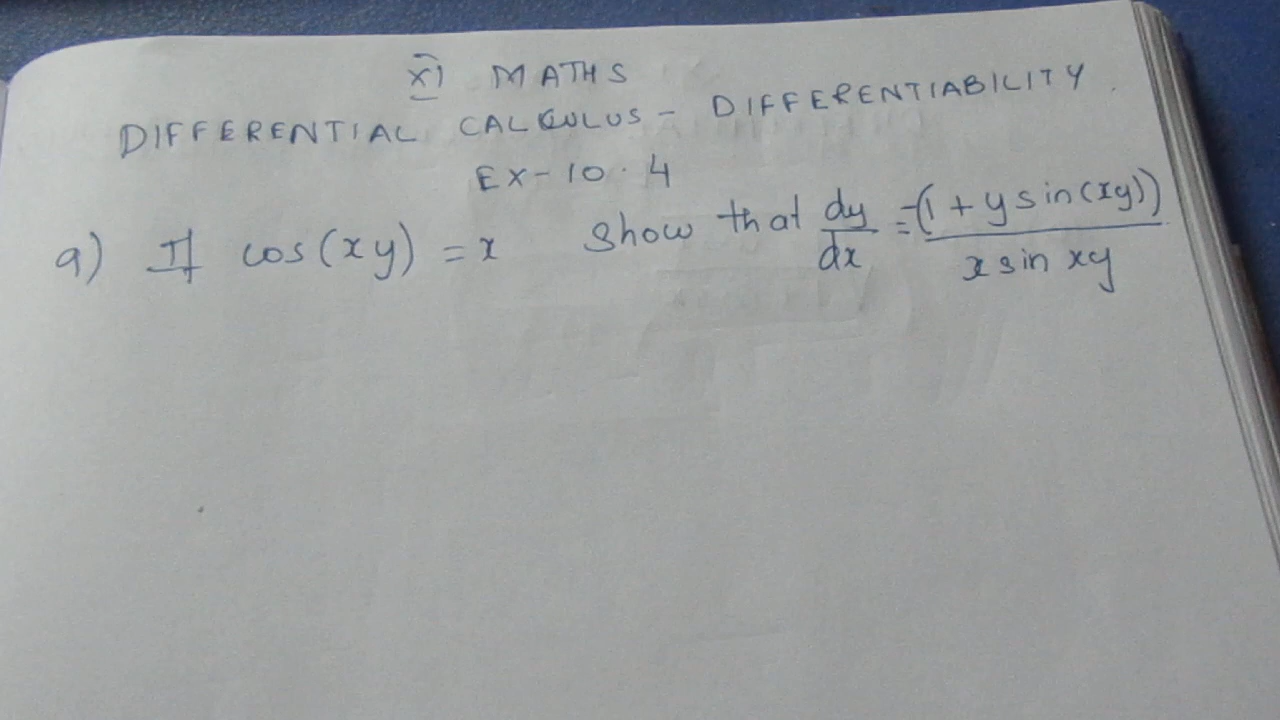 XI MATHS
DIFFERENTIAL CALCULUS - DIFFERENTIABILITY.
EX-10.4
9) If cos(xy) = x Show that dy/dx = -(1 + y sin(xy))/x sin xy